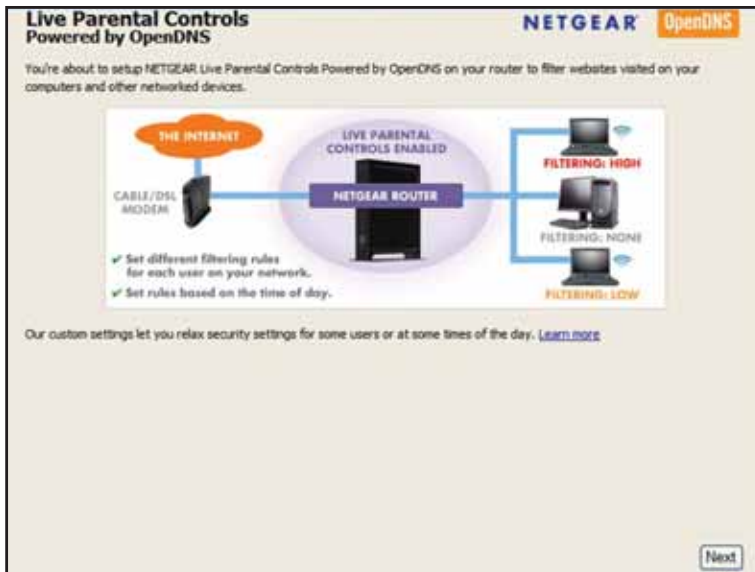 Live Parental Controls
Powered by OpenDNS
NETGEAR
OpenDNS
You're about to setup NETGEAR Live Parental Controls Powered by OpenDNS on your router to filter websites visited on your
computers and other networked devices.
THE INTERNET
LIVE PARENTAL
CONTROLS ENABLED
CABLE/DSL
MODEM
NETGEAR ROUTER
FILTERING: HIGH
FILTERING: NONE
FILTERING: LOW
✔ Set different filtering rules
for each user on your network.
✔ Set rules based on the time of day.
Our custom settings let you relax security settings for some users or at some times of the day. Learn more
Next